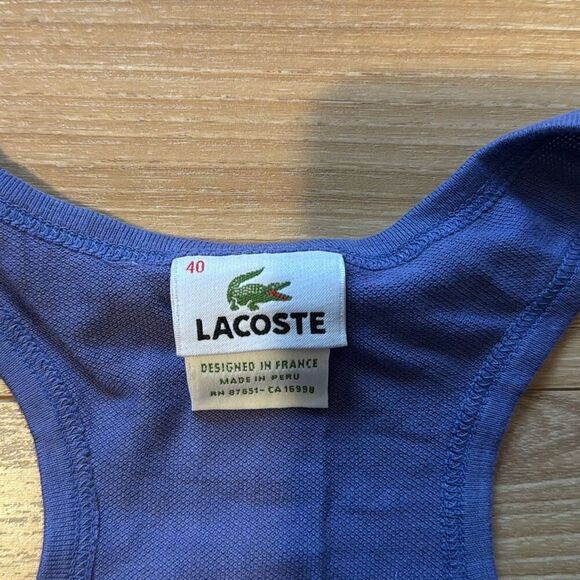 40
LACOSTE
DESIGNED IN FRANCE
MADE IN PERU
RN 87651-CA 16998